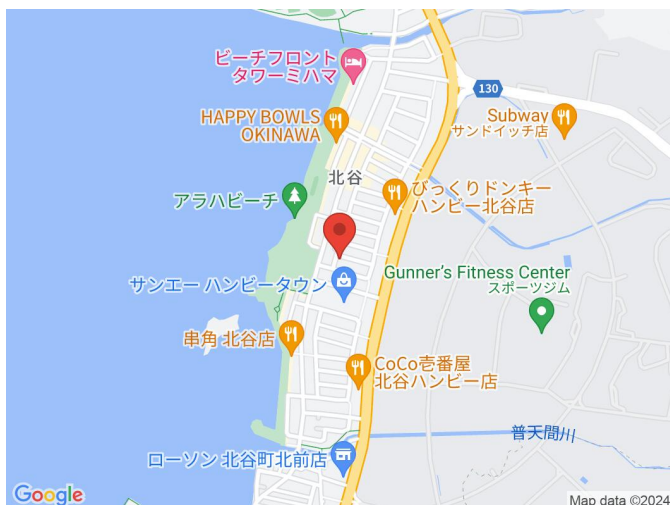 ビーチフロント
タワーミハマ
130
HAPPY BOWLS
OKINAWA
Subway
サンドイッチ店
北谷
アラハビーチ
びっくりドンキー
ハンビー北谷店
Gunner's Fitness Center
スポーツジム
サンエー ハンビータウン
串角 北谷店
CoCo壱番屋
北谷ハンビー店
普天間川
ローソン 北谷町北前店
Google
Map data ©2024